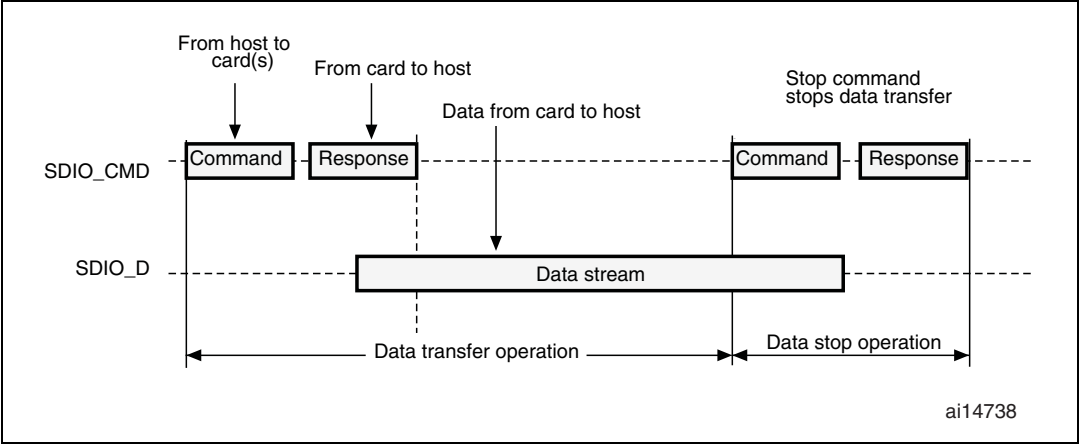 From host to
card(s)
From card to host
Data from card to host
Stop command
stops data transfer
SDIO_CMD
Command
Response
Command
Response
SDIO_D
Data stream
Data transfer operation
Data stop operation
ai14738